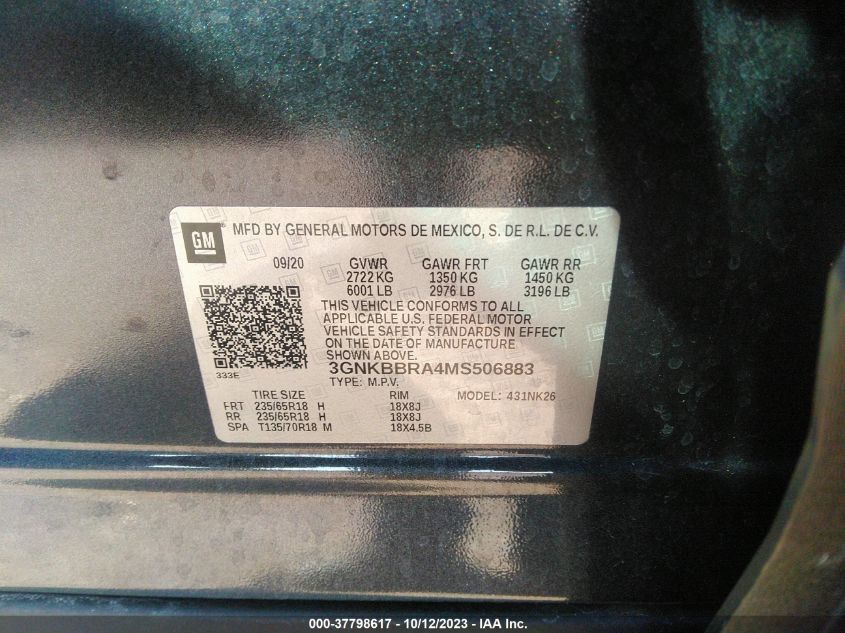 GM ® MFD BY GENERAL MOTORS DE MEXICO, S. DE R.L. DE C.V.
09/20 GVWR GAWR FRT GAWR RR
2722 KG 1350 KG 1450 KG
6001 LB 2976 LB 3196 LB
THIS VEHICLE CONFORMS TO ALL
APPLICABLE U.S. FEDERAL MOTOR
VEHICLE SAFETY STANDARDS IN EFFECT
ON THE DATE OF MANUFACTURE
SHOWN ABOVE.
3GNKBBRA4MS506883
333E
TYPE: M.P.V.
TIRE SIZE RIM MODEL: 431NK26
FRT 235/65R18 H 18X8J
RR 235/65R18 H 18X8J
SPA T135/70R18 M 18X4.5B
000-37798617 - 10/12/2023 - IAA Inc.